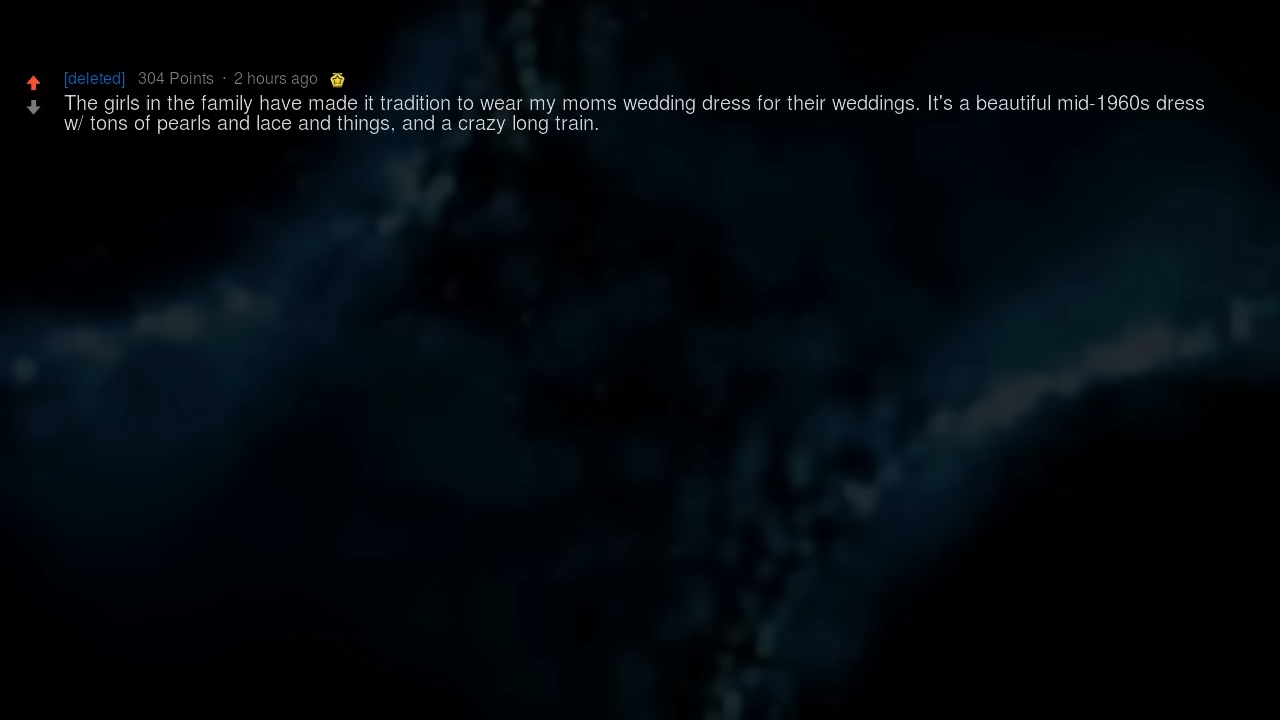 [deleted] 304 Points · 2 hours ago
The girls in the family have made it tradition to wear my moms wedding dress for their weddings. It's a beautiful mid-1960s dress
w/ tons of pearls and lace and things, and a crazy long train.